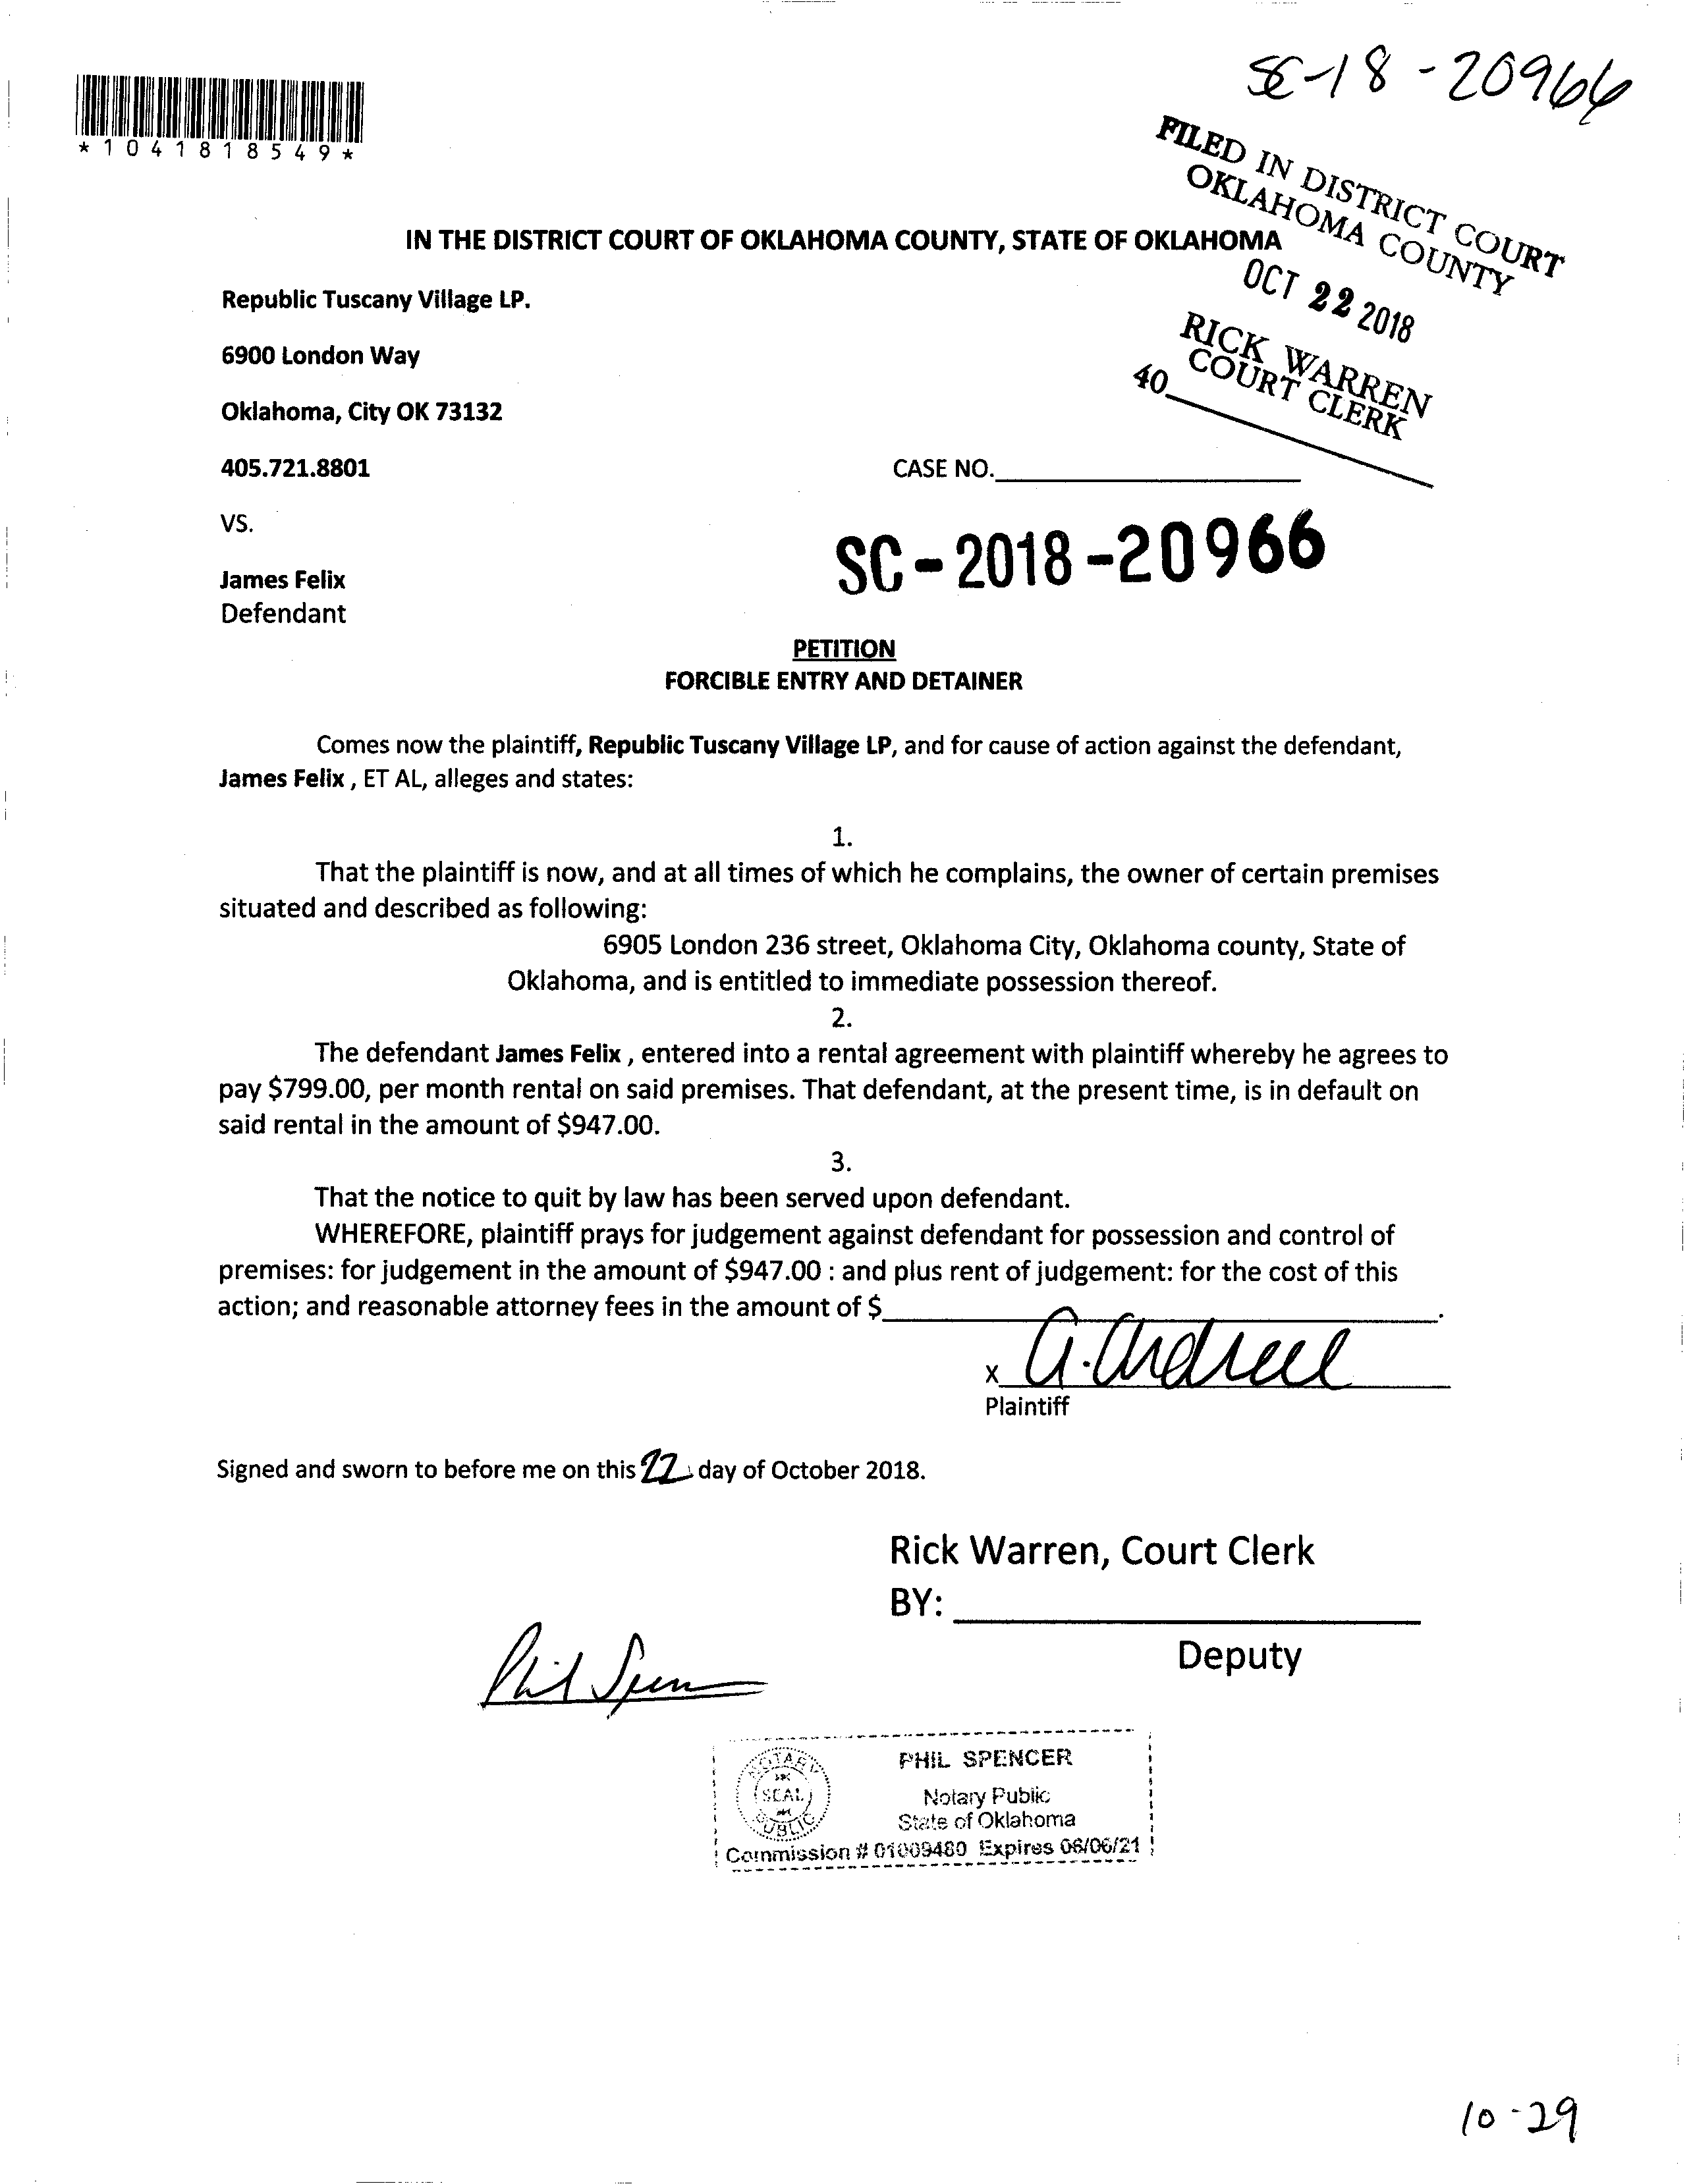 SC-18-20966
*1041818549*
FILED IN DISTRICT COURT
OKLAHOMA COUNTY
OCT 22 2018
RICK WARREN
COURT CLERK
40
IN THE DISTRICT COURT OF OKLAHOMA COUNTY, STATE OF OKLAHOMA
Republic Tuscany Village LP.
6900 London Way
Oklahoma, City OK 73132
405.721.8801
CASE NO.
VS.
SC-2018-20966
James Felix
Defendant
PETITION
FORCIBLE ENTRY AND DETAINER
Comes now the plaintiff, Republic Tuscany Village LP, and for cause of action against the defendant,
James Felix , ET AL, alleges and states:
1.
That the plaintiff is now, and at all times of which he complains, the owner of certain premises
situated and described as following:
6905 London 236 street, Oklahoma City, Oklahoma county, State of
Oklahoma, and is entitled to immediate possession thereof.
2.
The defendant James Felix , entered into a rental agreement with plaintiff whereby he agrees to
pay $799.00, per month rental on said premises. That defendant, at the present time, is in default on
said rental in the amount of $947.00.
3.
That the notice to quit by law has been served upon defendant.
WHEREFORE, plaintiff prays for judgement against defendant for possession and control of
premises: for judgement in the amount of $947.00 : and plus rent of judgement: for the cost of this
action; and reasonable attorney fees in the amount of $ .
X
Plaintiff
Signed and sworn to before me on this 22 day of October 2018.
Rick Warren, Court Clerk
BY:
Deputy
NOTARY
SEAL
PUBLIC
PHIL SPENCER
Notary Public
State of Oklahoma
Commission # 01009480 Expires 06/06/21
10-29